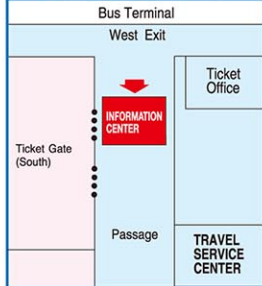 Bus Terminal
West Exit
Ticket
Office
INFORMATION
CENTER
Ticket Gate
(South)
Passage
TRAVEL
SERVICE
CENTER